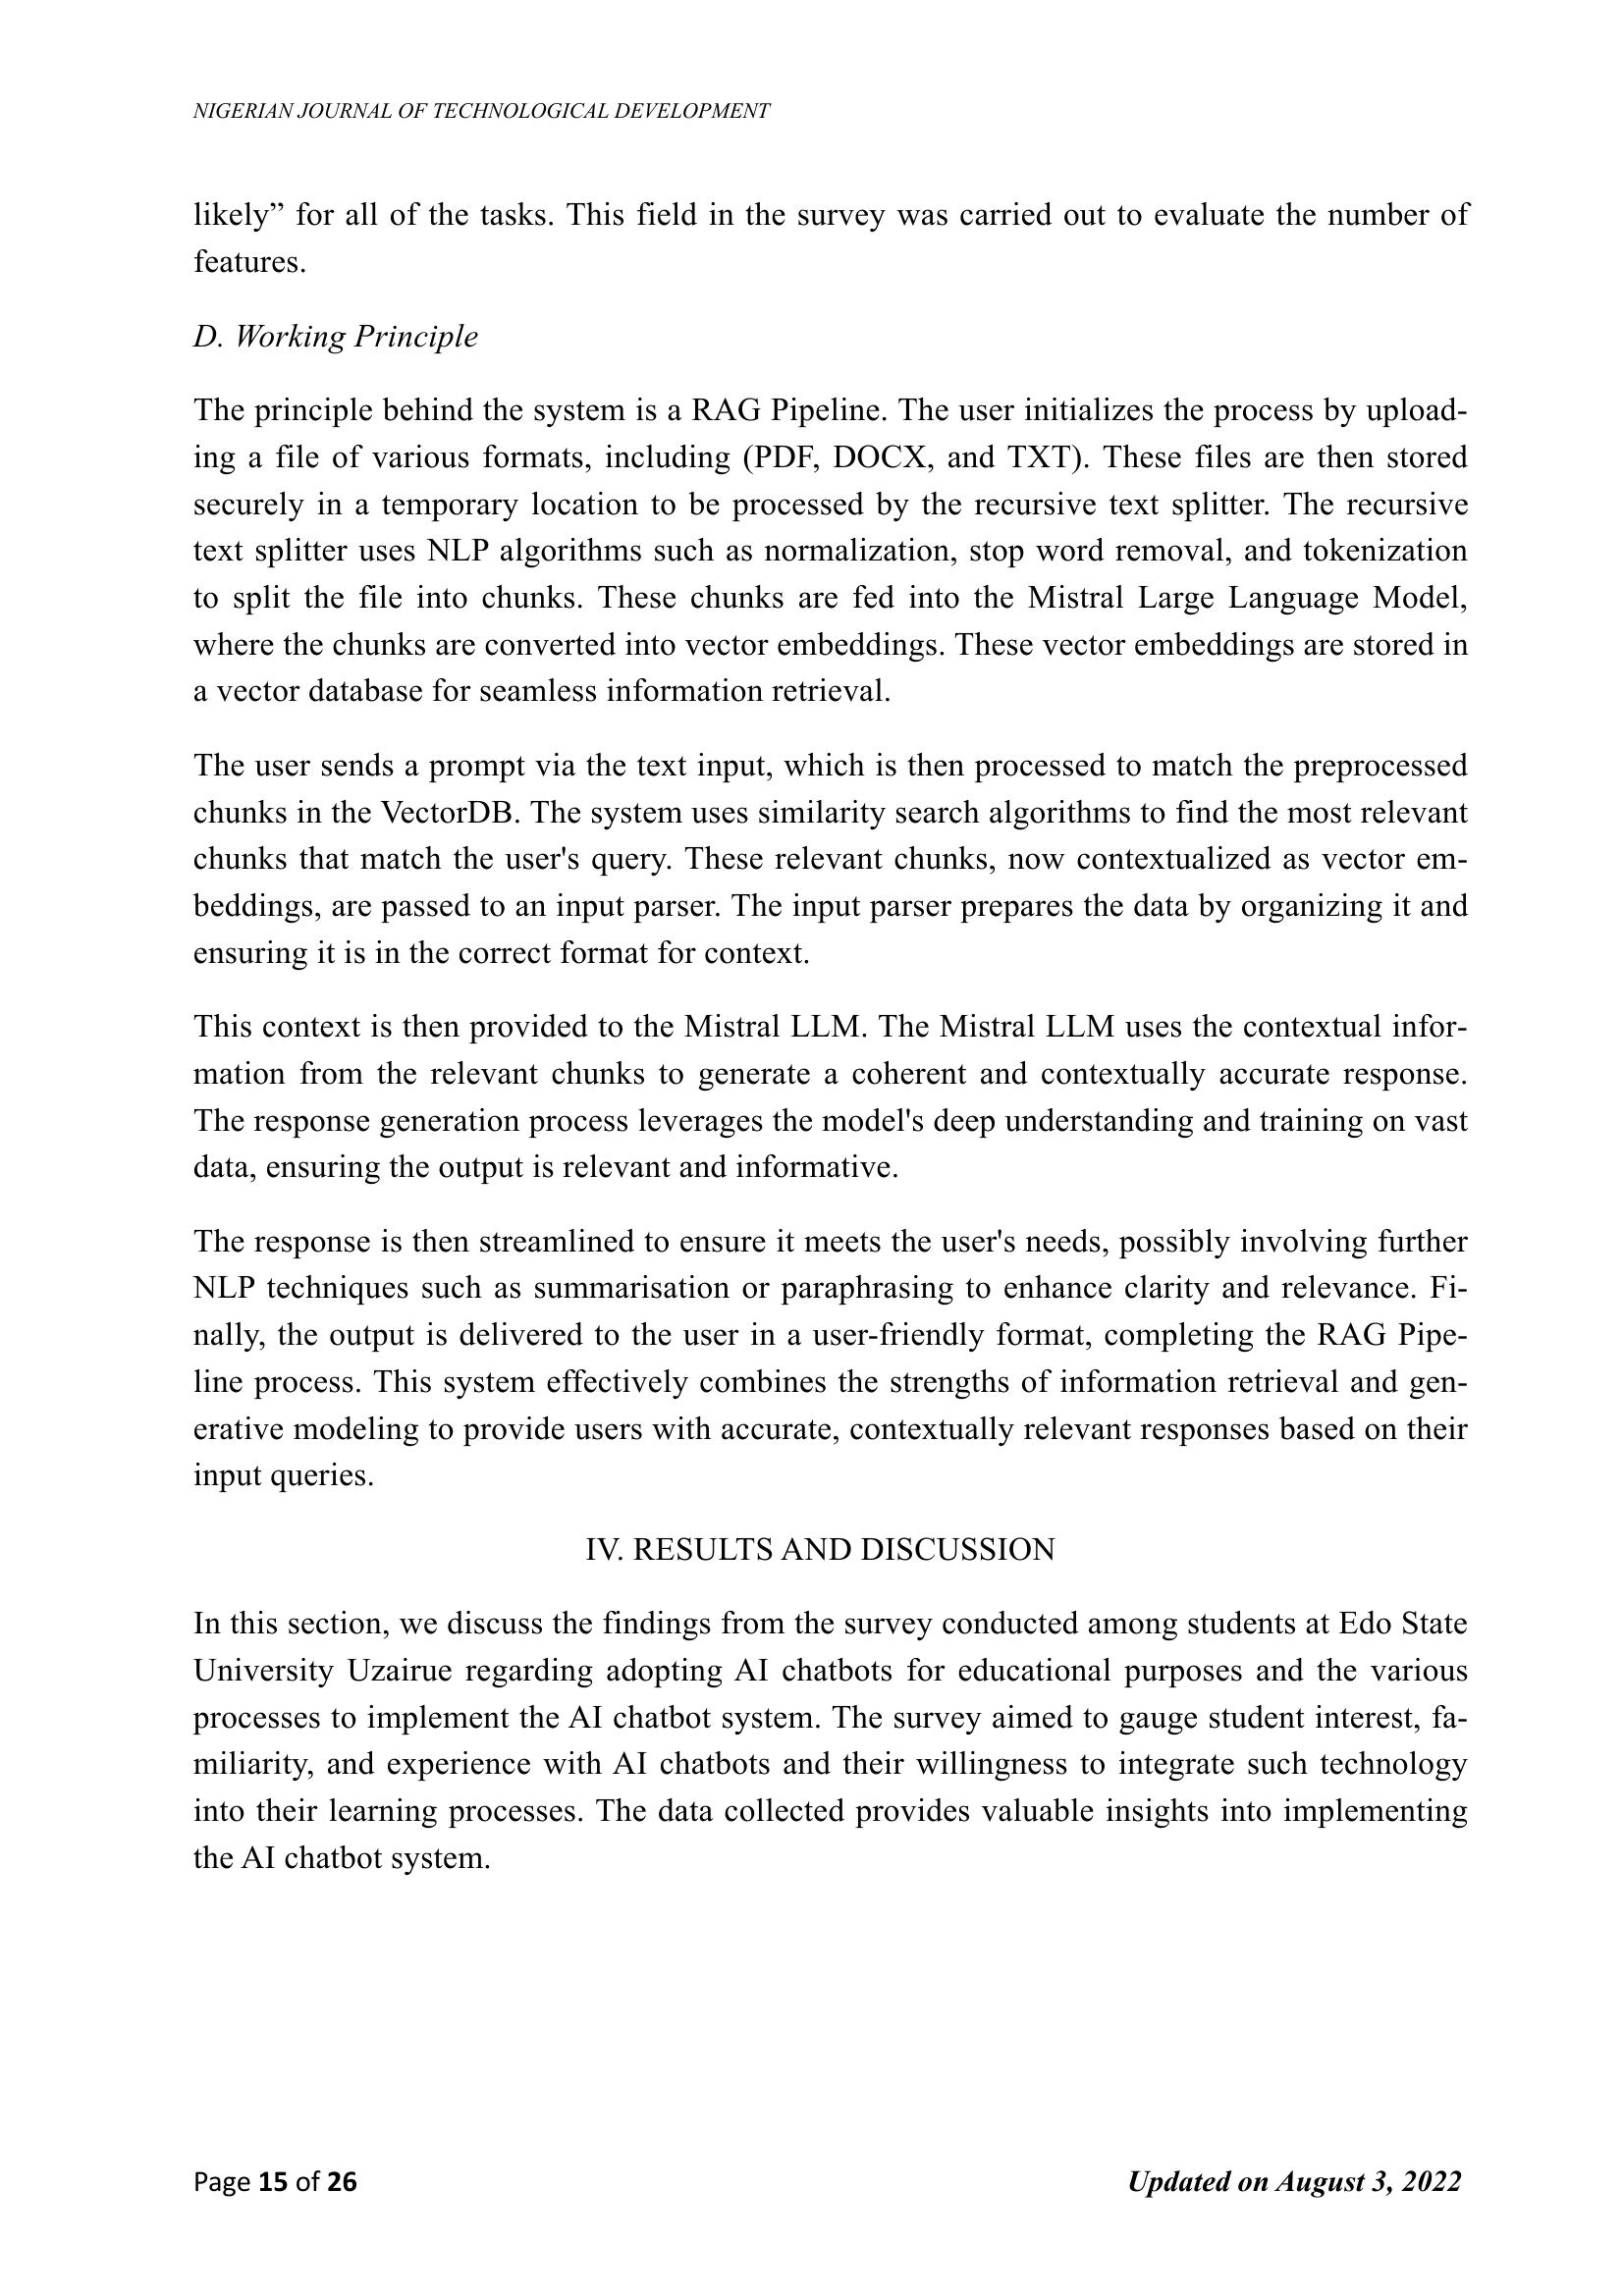 NIGERIAN JOURNAL OF TECHNOLOGICAL DEVELOPMENT
likely” for all of the tasks. This field in the survey was carried out to evaluate the number of
features.
D. Working Principle
The principle behind the system is a RAG Pipeline. The user initializes the process by upload-
ing a file of various formats, including (PDF, DOCX, and TXT). These files are then stored
securely in a temporary location to be processed by the recursive text splitter. The recursive
text splitter uses NLP algorithms such as normalization, stop word removal, and tokenization
to split the file into chunks. These chunks are fed into the Mistral Large Language Model,
where the chunks are converted into vector embeddings. These vector embeddings are stored in
a vector database for seamless information retrieval.
The user sends a prompt via the text input, which is then processed to match the preprocessed
chunks in the VectorDB. The system uses similarity search algorithms to find the most relevant
chunks that match the user's query. These relevant chunks, now contextualized as vector em-
beddings, are passed to an input parser. The input parser prepares the data by organizing it and
ensuring it is in the correct format for context.
This context is then provided to the Mistral LLM. The Mistral LLM uses the contextual infor-
mation from the relevant chunks to generate a coherent and contextually accurate response.
The response generation process leverages the model's deep understanding and training on vast
data, ensuring the output is relevant and informative.
The response is then streamlined to ensure it meets the user's needs, possibly involving further
NLP techniques such as summarisation or paraphrasing to enhance clarity and relevance. Fi-
nally, the output is delivered to the user in a user-friendly format, completing the RAG Pipe-
line process. This system effectively combines the strengths of information retrieval and gen-
erative modeling to provide users with accurate, contextually relevant responses based on their
input queries.
IV. RESULTS AND DISCUSSION
In this section, we discuss the findings from the survey conducted among students at Edo State
University Uzairue regarding adopting AI chatbots for educational purposes and the various
processes to implement the AI chatbot system. The survey aimed to gauge student interest, fa-
miliarity, and experience with AI chatbots and their willingness to integrate such technology
into their learning processes. The data collected provides valuable insights into implementing
the AI chatbot system.
Page 15 of 26
Updated on August 3, 2022